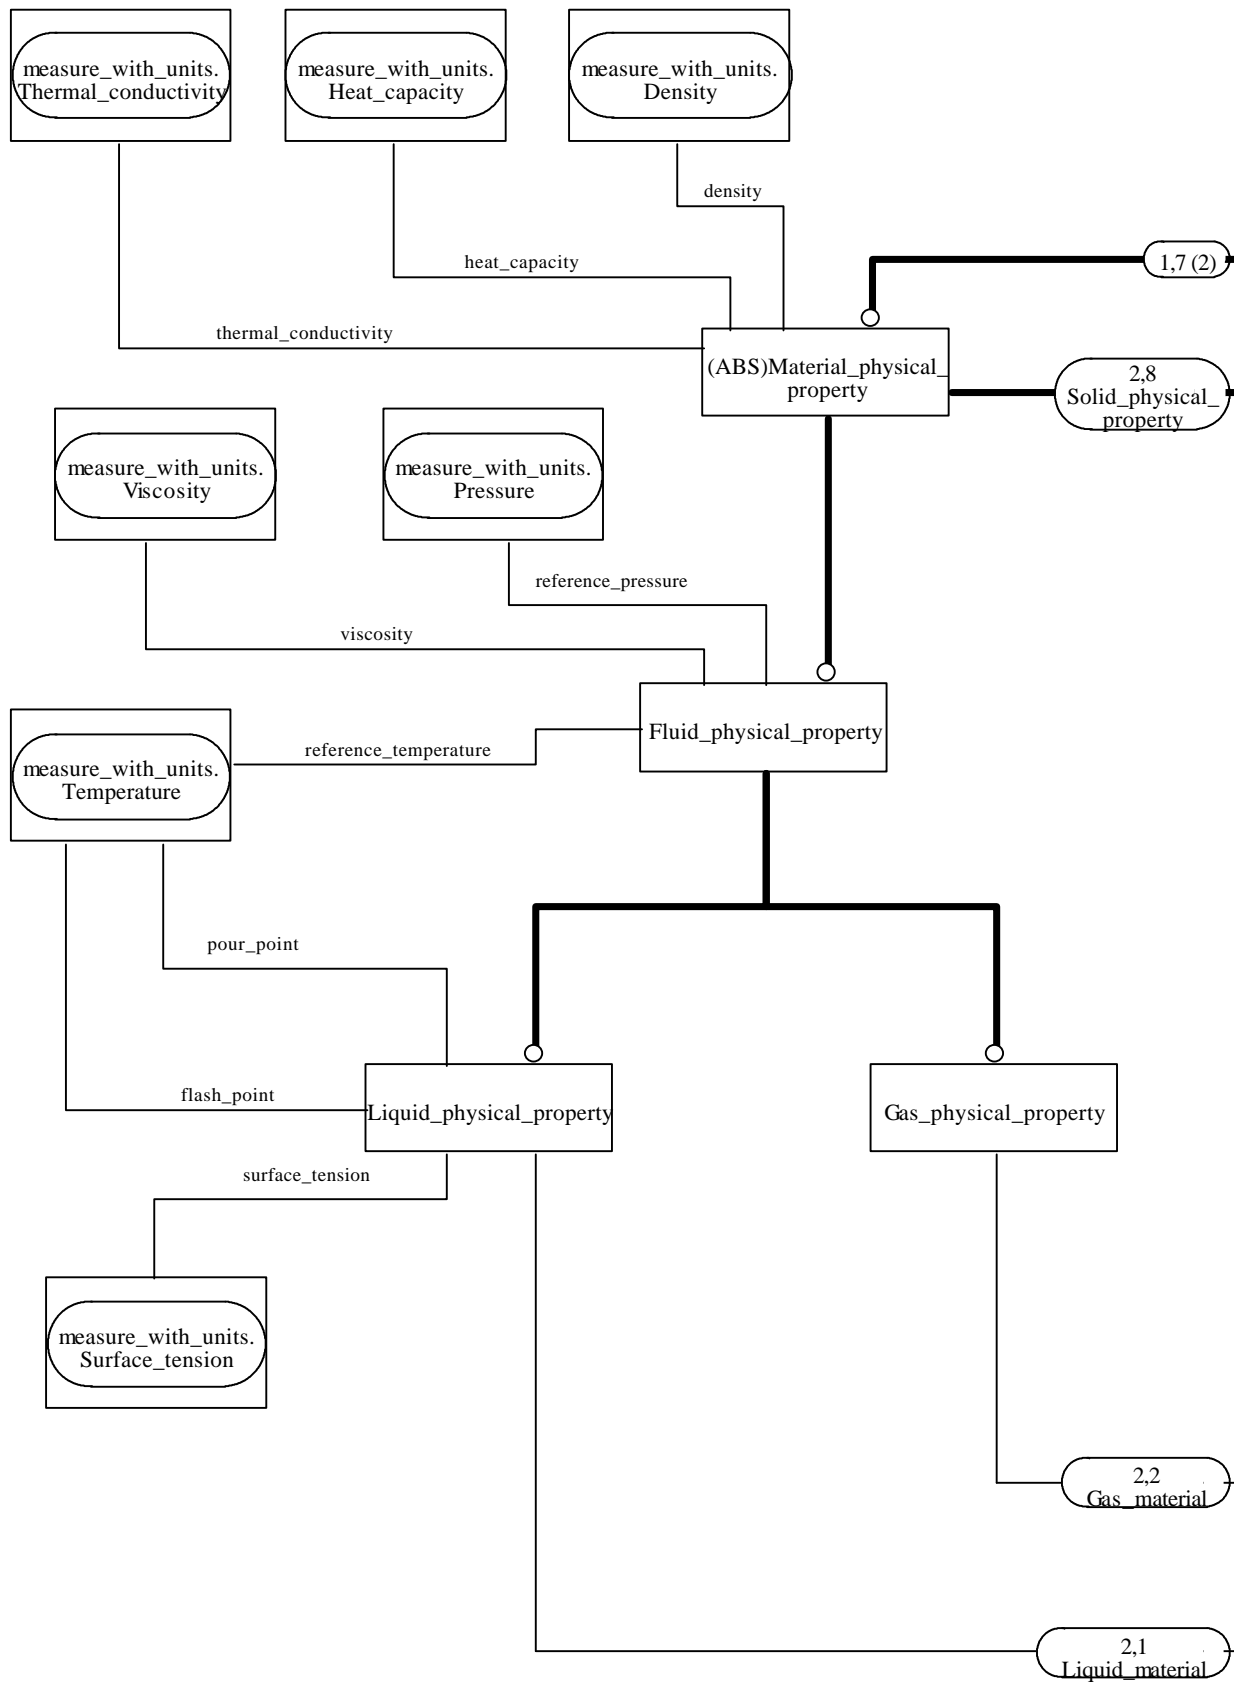 measure_with_units.
Thermal_conductivity
measure_with_units.
Heat_capacity
measure_with_units.
Density
density
heat_capacity
1,7 (2)
thermal_conductivity
(ABS)Material_physical_
property
2,8
Solid_physical_
property
measure_with_units.
Viscosity
measure_with_units.
Pressure
reference_pressure
viscosity
Fluid_physical_property
reference_temperature
measure_with_units.
Temperature
pour_point
flash_point
Liquid_physical_property
Gas_physical_property
surface_tension
measure_with_units.
Surface_tension
2,2
Gas_material
2,1
Liquid_material